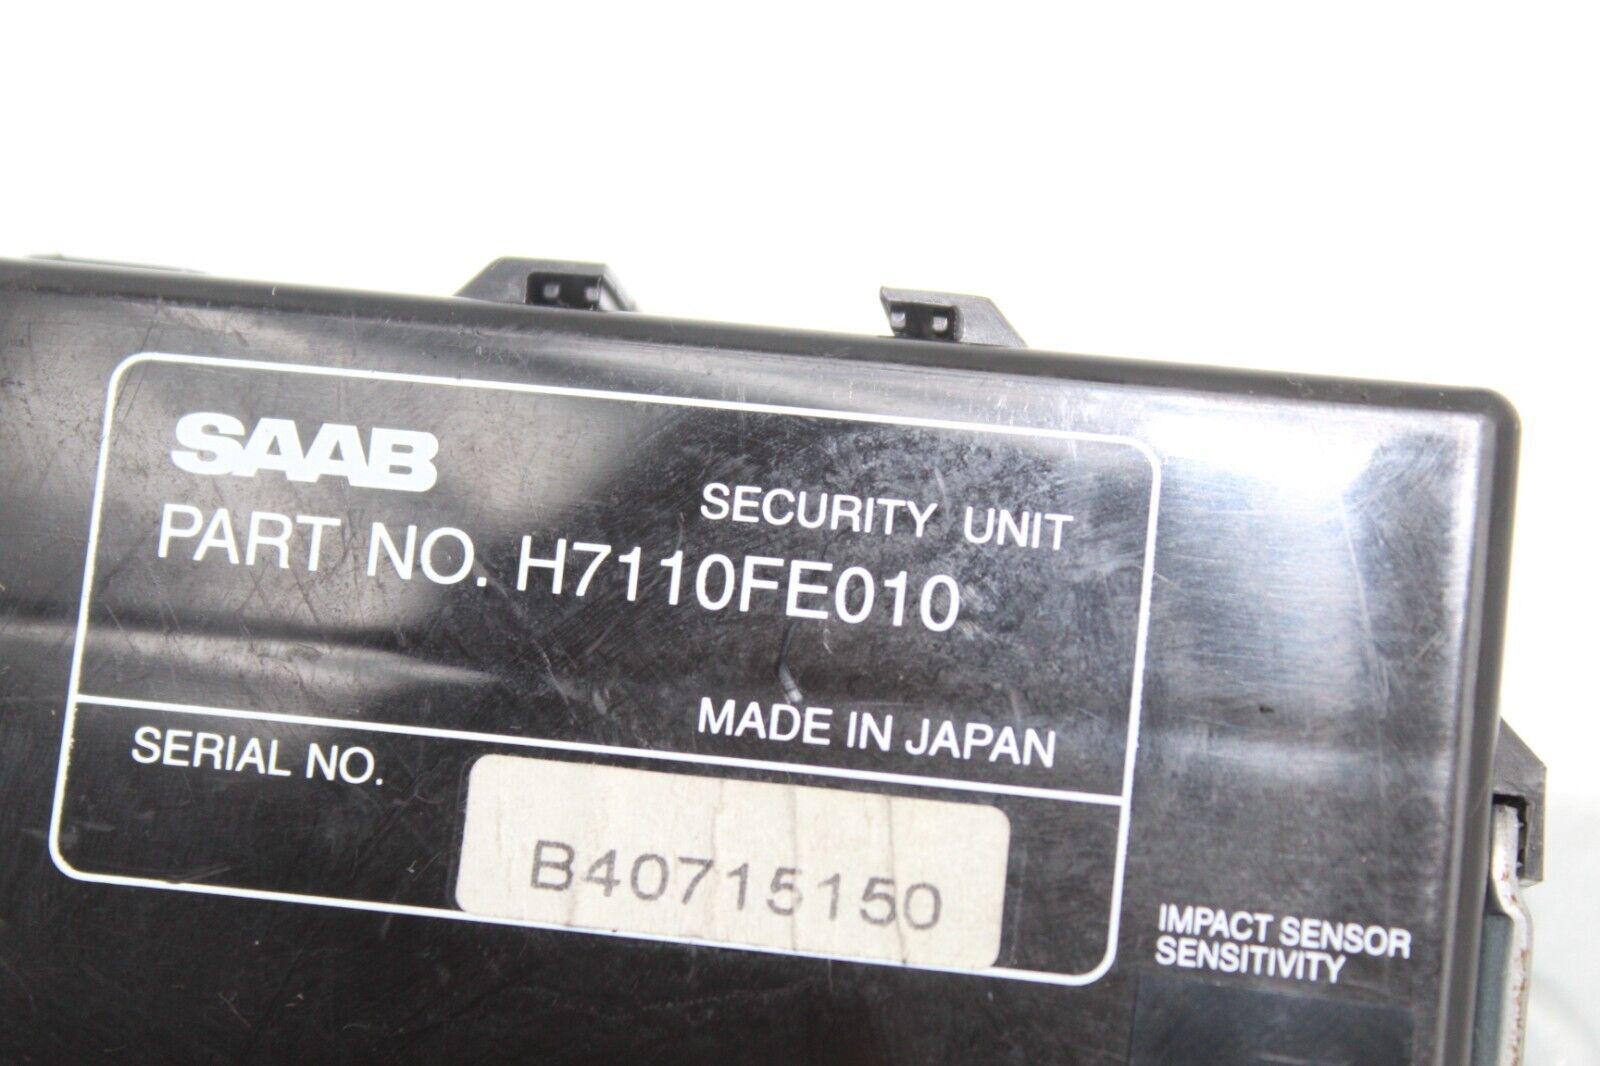 SAAB
SECURITY UNIT
PART NO. H7110FE010
MADE IN JAPAN
SERIAL NO.
B40715150
IMPACT SENSOR
SENSITIVITY